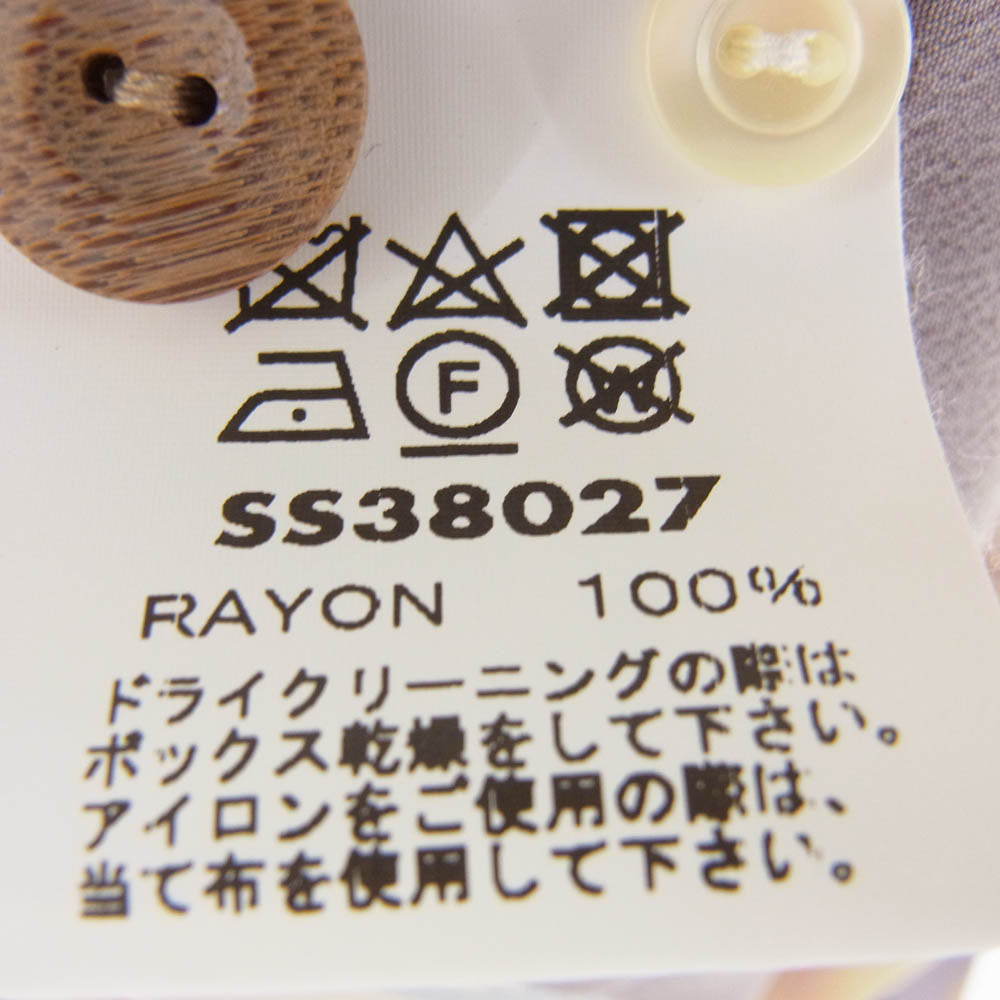 F
W
SS38027
RAYON 100%
ドライクリーニングの際は
ボックス乾燥をして下さい。
アイロンをご使用の際は、
当て布を使用して下さい。